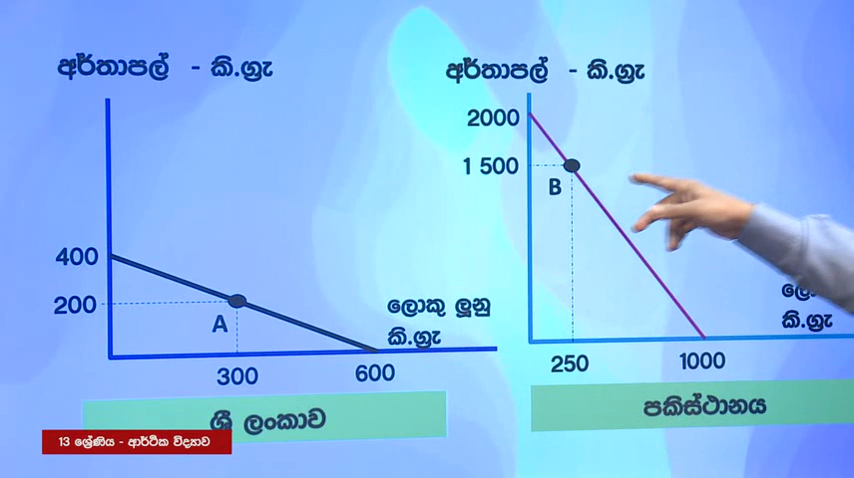 අර්තාපල් - කි.ග්‍රෑ
400
200
A
ලොකු ලූනු
කි.ග්‍රෑ
300
600
ශ්‍රී ලංකාව
අර්තාපල් - කි.ග්‍රෑ
2000
1 500
B
කි.ග්‍රෑ
250
1000
පකිස්ථානය
13 ශ්‍රේණිය - ආර්ථික විද්‍යාව